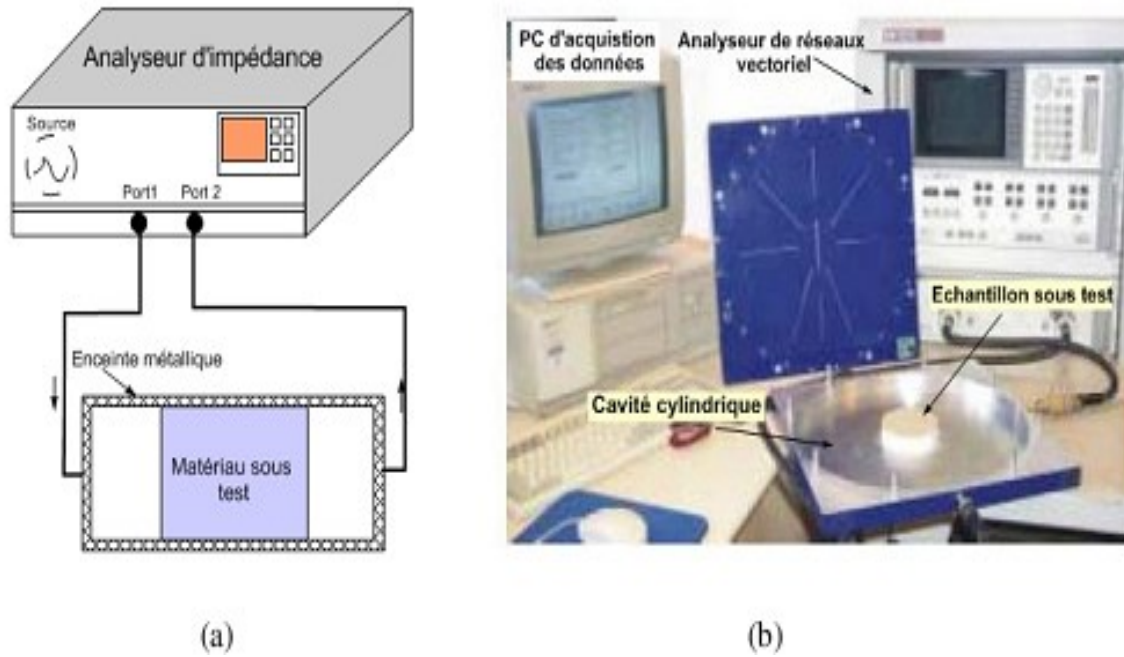 Analyseur d'impédance
Source
Port1 Port 2
Enceinte métallique
Matériau sous
test
(a)
PC d'acquistion
des données
Analyseur de réseaux
vectoriel
Echantillon sous test
Cavité cylindrique
(b)